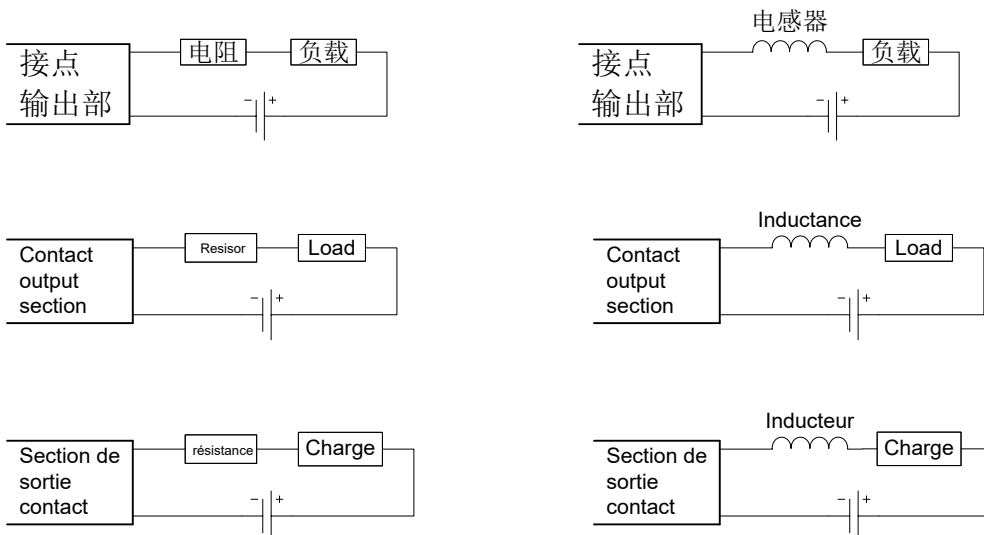 接点
输出部
电阻
负载
− +
接点
输出部
电感器
负载
− +
Contact
output
section
Resisor
Load
− +
Contact
output
section
Inductance
Load
− +
Section de
sortie
contact
résistance
Charge
− +
Section de
sortie
contact
Inducteur
Charge
− +